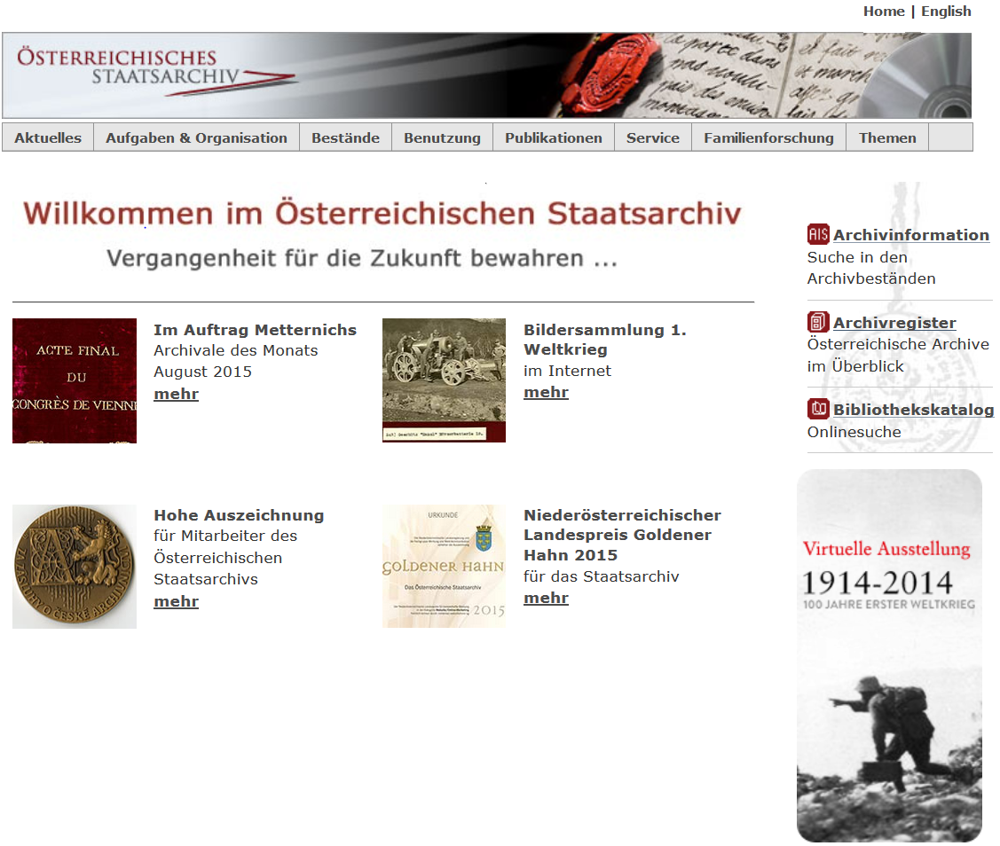 Home | English
ÖSTERREICHISCHES
STAATSARCHIV
Aktuelles
Aufgaben & Organisation
Bestände
Benutzung
Publikationen
Service
Familienforschung
Themen
Willkommen im Österreichischen Staatsarchiv
Vergangenheit für die Zukunft bewahren ...
ACTE FINAL
DU
CONGRÈS DE VIENNE
Im Auftrag Metternichs
Archivale des Monats
August 2015
mehr
Bildersammlung 1.
Weltkrieg
im Internet
mehr
Hohe Auszeichnung
für Mitarbeiter des
Österreichischen
Staatsarchivs
mehr
URKUNDE
GOLDENER HAHN
Das Österreichische Staatsarchiv
2015
Niederösterreichischer
Landespreis Goldener
Hahn 2015
für das Staatsarchiv
mehr
AIS Archivinformation
Suche in den
Archivbeständen
Archivregister
Österreichische Archive
im Überblick
Bibliothekskatalog
Onlinesuche
Virtuelle Ausstellung
1914-2014
100 JAHRE ERSTER WELTKRIEG